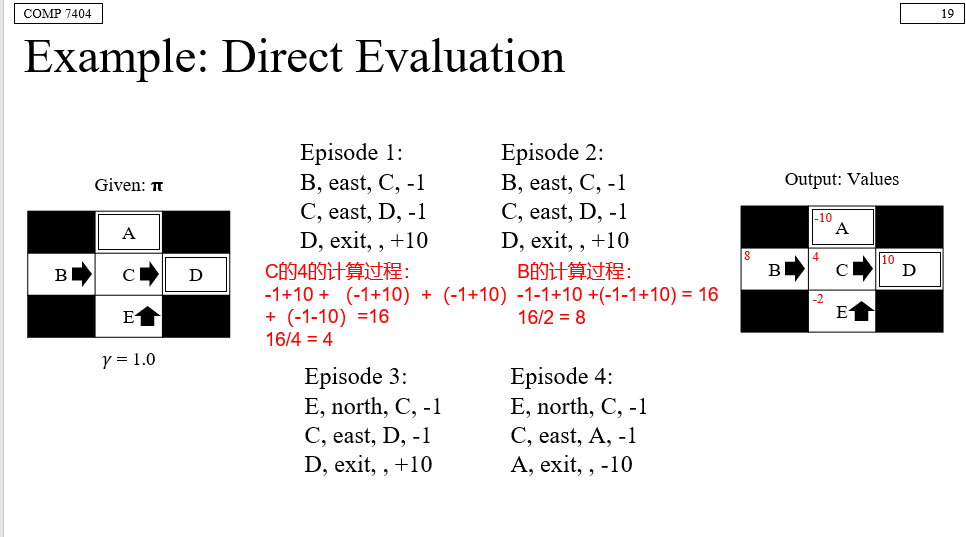 COMP 7404
19
Example: Direct Evaluation
Given: π
A
B
C
D
E
γ = 1.0
Episode 1:
B, east, C, -1
C, east, D, -1
D, exit, , +10
Episode 2:
B, east, C, -1
C, east, D, -1
D, exit, , +10
C的4的计算过程：
-1+10 + （-1+10）+（-1+10）
+（-1-10）=16
16/4 = 4
B的计算过程：
-1-1+10 +(-1-1+10) = 16
16/2 = 8
Episode 3:
E, north, C, -1
C, east, D, -1
D, exit, , +10
Episode 4:
E, north, C, -1
C, east, A, -1
A, exit, , -10
Output: Values
-10
A
8
B
4
C
10
D
-2
E